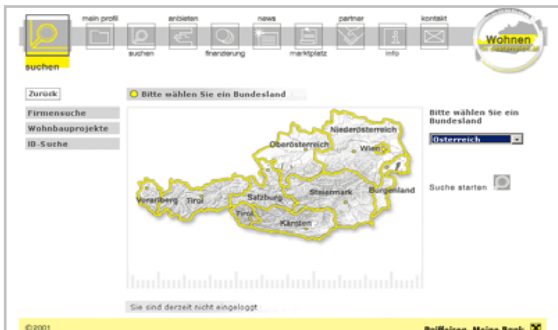 mein profil
anbieten
news
partner
kontakt
suchen
finanzierung
marktplatz
info
Wohnen
suchen
Zurück
Bitte wählen Sie ein Bundesland
Firmensuche
Wohnbauprojekte
ID-Suche
Bitte wählen Sie ein
Bundesland
Österreich
Suche starten
Niederösterreich
Oberösterreich
Wien
Vorarlberg
Tirol
Salzburg
Steiermark
Burgenland
Tirol
Kärnten
Sie sind derzeit nicht eingeloggt
©2001
Raiffeisen. Meine Bank